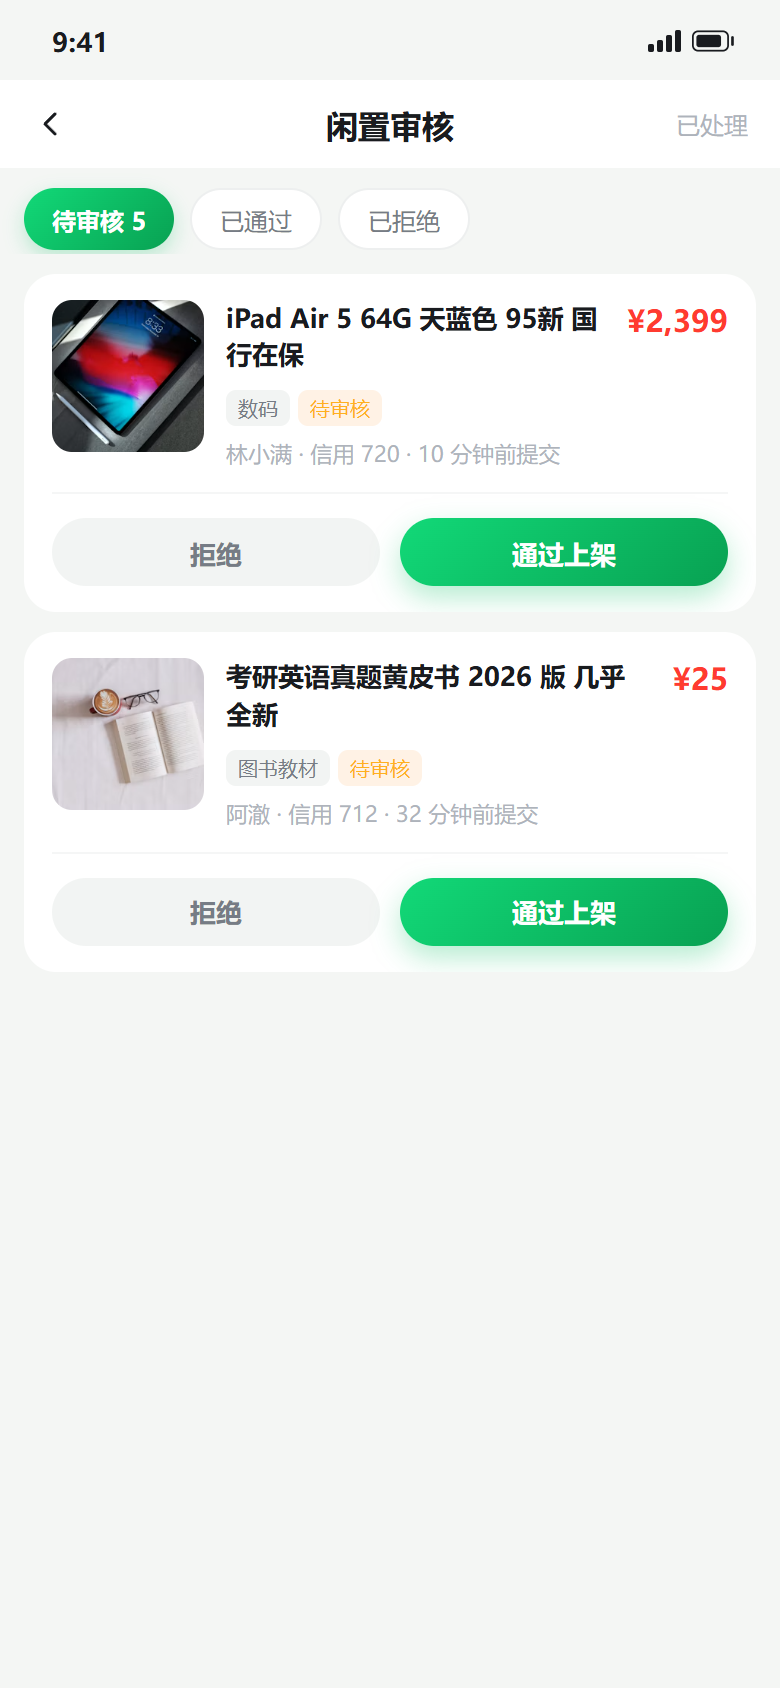 9:41
闲置审核
已处理
待审核 5
已通过
已拒绝
iPad Air 5 64G 天蓝色 95新 国
行在保
¥2,399
数码
待审核
林小满 · 信用 720 · 10 分钟前提交
拒绝
通过上架
考研英语真题黄皮书 2026 版 几乎
全新
¥25
图书教材
待审核
阿澈 · 信用 712 · 32 分钟前提交
拒绝
通过上架